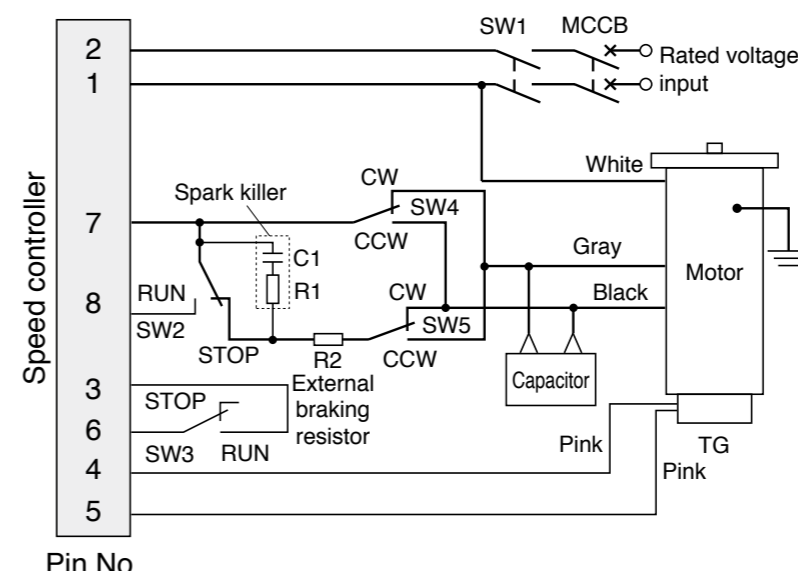 SW1 MCCB
2
Rated voltage
1
input
White
Speed controller
CW
Spark killer
SW4
7
CCW
Gray
C1
Motor
R1
CW
Black
RUN
8
SW5
SW2
STOP
R2
CCW
Capacitor
3
External
STOP
braking
6
resistor
SW3 RUN
Pink
TG
4
Pink
5
Pin No